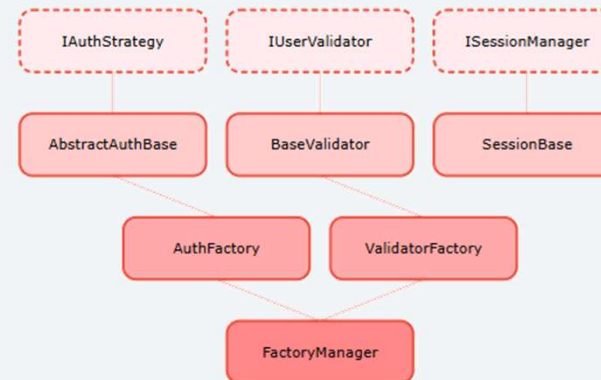 IAuthStrategy
IUserValidator
ISessionManager
AbstractAuthBase
BaseValidator
SessionBase
AuthFactory
ValidatorFactory
FactoryManager